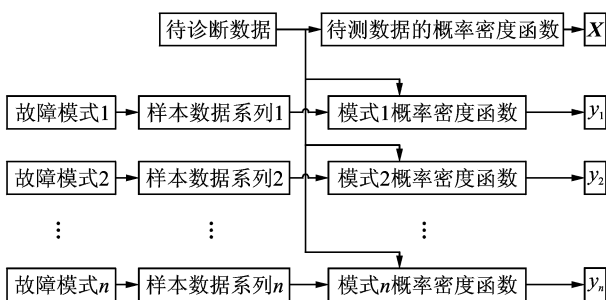 待诊断数据 待测数据的概率密度函数 X
故障模式1 样本数据系列1 模式1概率密度函数 y₁
故障模式2 样本数据系列2 模式2概率密度函数 y₂
⋮ ⋮ ⋮
故障模式n 样本数据系列n 模式n概率密度函数 yₙ